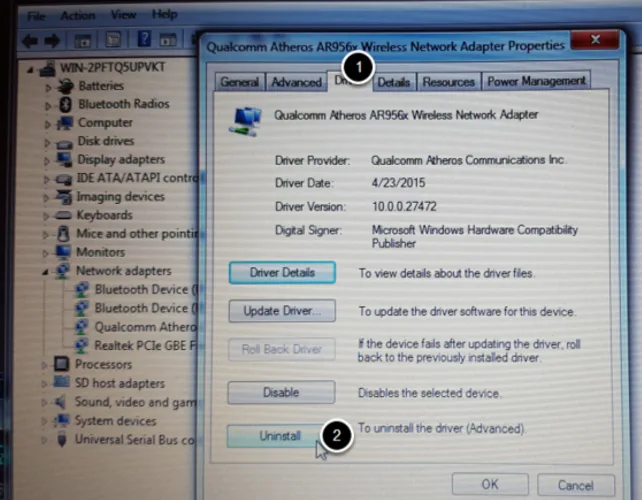 File Action View Help
WIN-2PFTQ5UPVKT
Batteries
Bluetooth Radios
Computer
Disk drives
Display adapters
IDE ATA/ATAPI contro
Imaging devices
Keyboards
Mice and other pointin
Monitors
Network adapters
Bluetooth Device (
Bluetooth Device (
Qualcomm Athero
Realtek PCIe GBE F
Processors
SD host adapters
Sound, video and gam
System devices
Universal Serial Bus co
Qualcomm Atheros AR956x Wireless Network Adapter Properties
1
General Advanced Details Resources Power Management
Qualcomm Atheros AR956x Wireless Network Adapter
Driver Provider: Qualcomm Atheros Communications Inc.
Driver Date: 4/23/2015
Driver Version: 10.0.0.27472
Digital Signer: Microsoft Windows Hardware Compatibility
Publisher
Driver Details To view details about the driver files.
Update Driver... To update the driver software for this device.
Roll Back Driver If the device fails after updating the driver, roll
back to the previously installed driver.
Disable Disables the selected device.
Uninstall 2 To uninstall the driver (Advanced).
OK Cancel